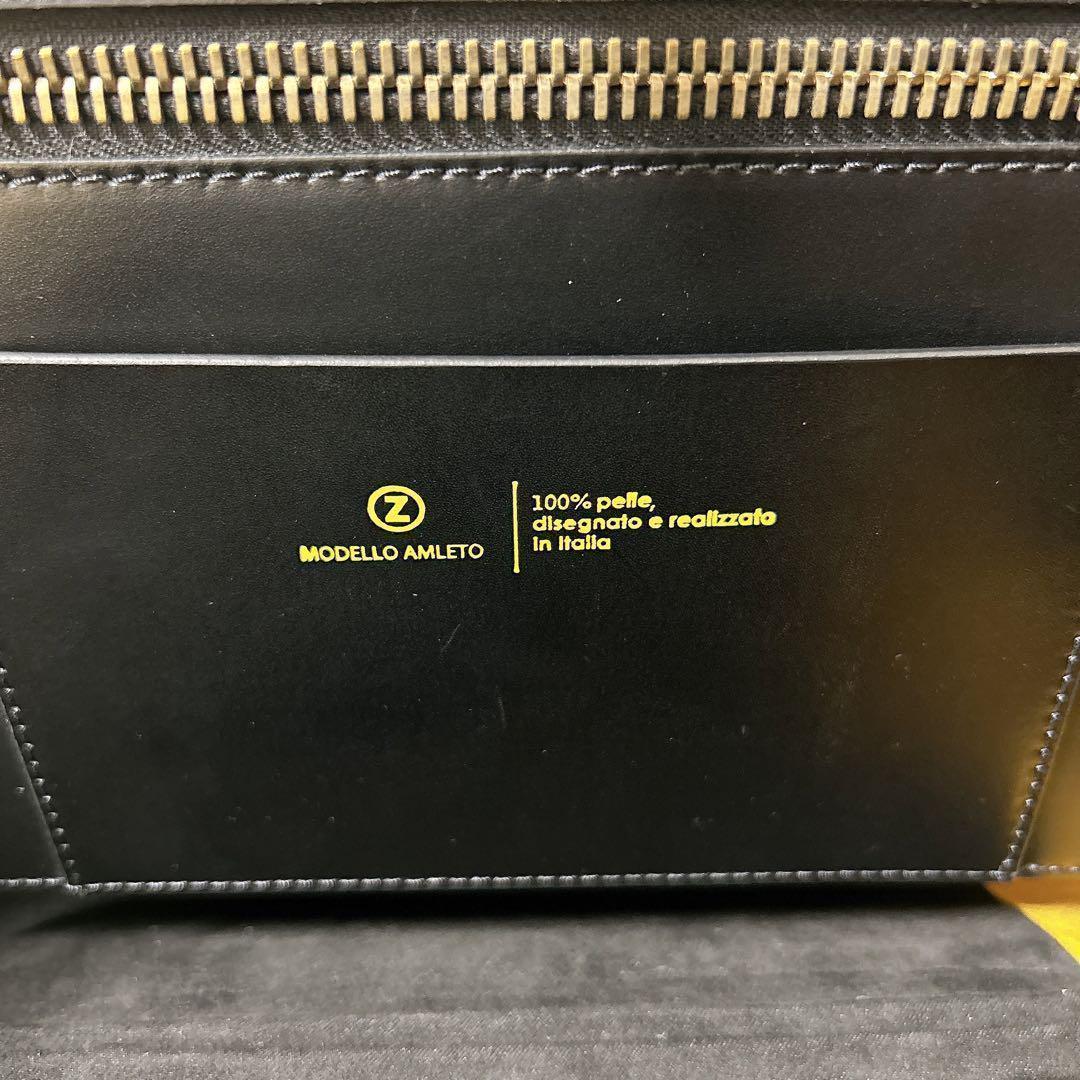 Z
MODELLO AMLETO
100% pelle,
disegnato e realizzato
in Italia